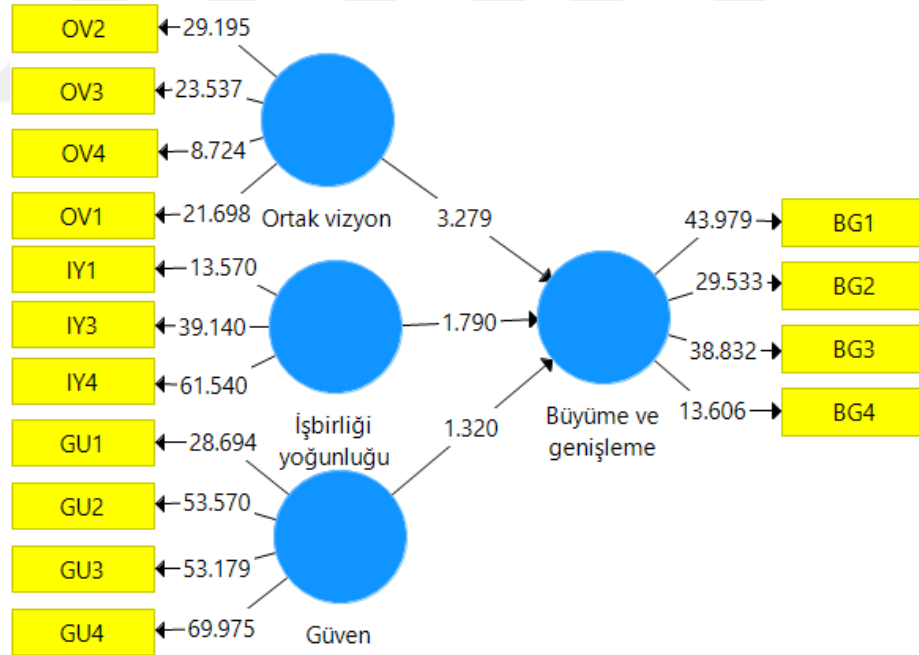 OV2
29.195
OV3
23.537
OV4
8.724
OV1
21.698
Ortak vizyon
3.279
IY1
13.570
IY3
39.140
IY4
61.540
İşbirliği
yoğunluğu
1.790
GU1
28.694
GU2
53.570
GU3
53.179
GU4
69.975
Güven
1.320
Büyüme ve
genişleme
43.979
BG1
29.533
BG2
38.832
BG3
13.606
BG4